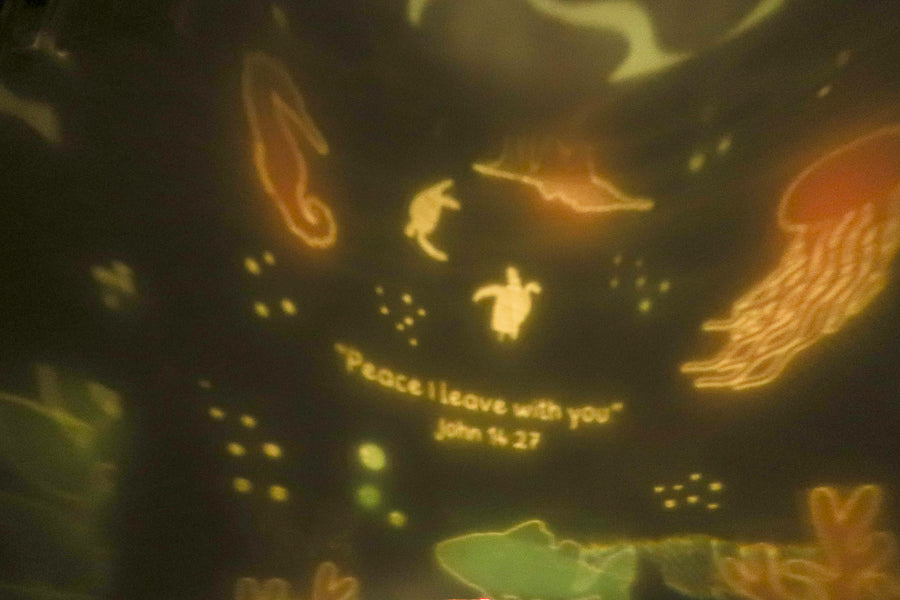 "Peace I leave with you"
John 14:27